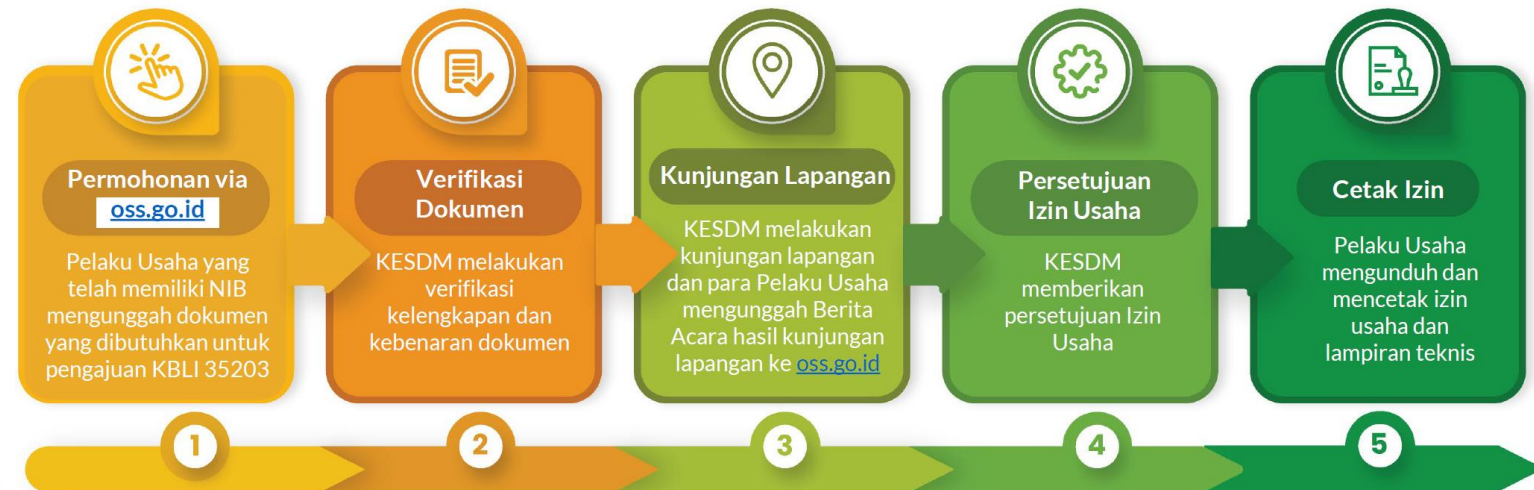 Permohonan via
oss.go.id
Pelaku Usaha yang
telah memiliki NIB
mengunggah dokumen
yang dibutuhkan untuk
pengajuan KBLI 35203
Verifikasi
Dokumen
KESDM melakukan
verifikasi
kelengkapan dan
kebenaran dokumen
Kunjungan Lapangan
KESDM melakukan
kunjungan lapangan
dan para Pelaku Usaha
mengunggah Berita
Acara hasil kunjungan
lapangan ke oss.go.id
Persetujuan
Izin Usaha
KESDM
memberikan
persetujuan Izin
Usaha
Cetak Izin
Pelaku Usaha
mengunduh dan
mencetak izin
usaha dan
lampiran teknis
1
2
3
4
5